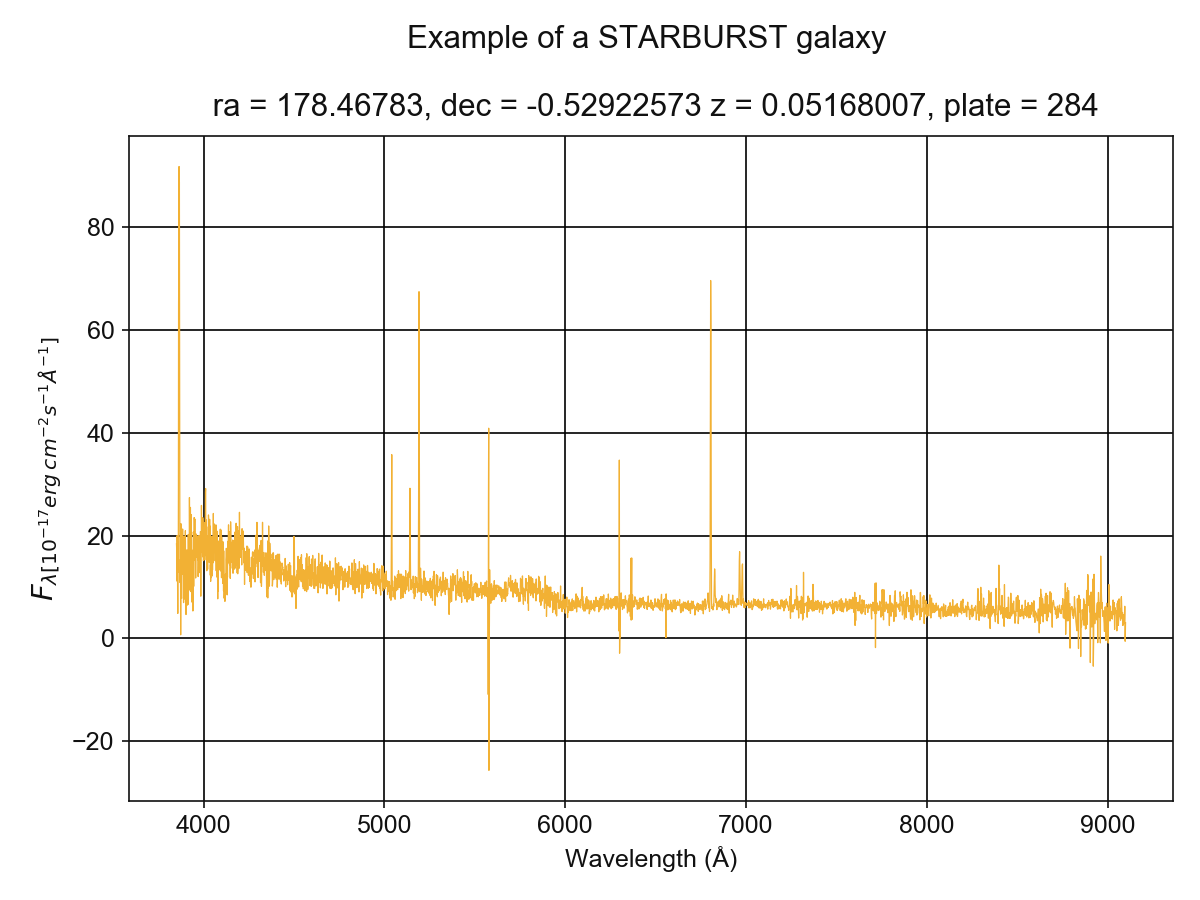 Example of a STARBURST galaxy
ra = 178.46783, dec = -0.52922573 z = 0.05168007, plate = 284
F_{λ[10^{−17}erg cm^{−2}s^{−1}Å^{−1}]}
80
60
40
20
0
−20
4000 5000 6000 7000 8000 9000
Wavelength (Å)